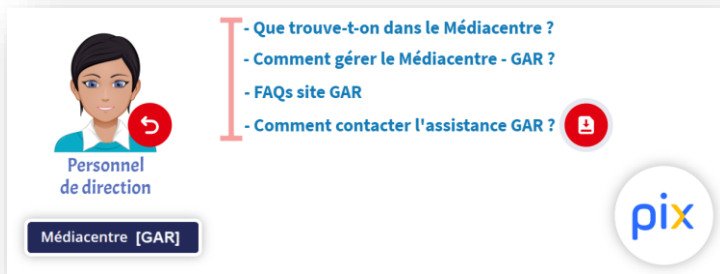 - Que trouve-t-on dans le Médiacentre ?
- Comment gérer le Médiacentre - GAR ?
- FAQs site GAR
- Comment contacter l'assistance GAR ?
Personnel
de direction
Médiacentre [GAR]
pix